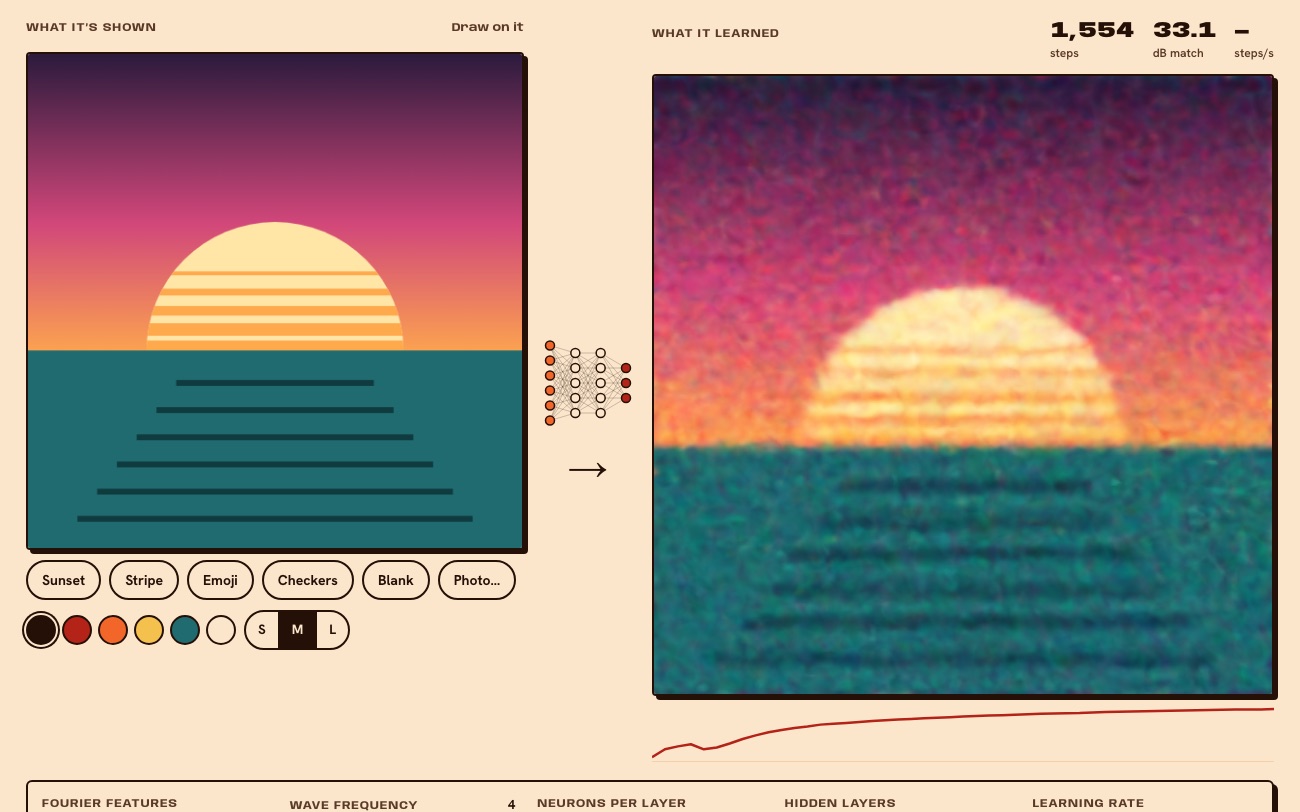 WHAT IT'S SHOWN
Draw on it
WHAT IT LEARNED
1,554 33.1 –
steps dB match steps/s
Sunset Stripe Emoji Checkers Blank Photo...
S M L
FOURIER FEATURES WAVE FREQUENCY 4 NEURONS PER LAYER HIDDEN LAYERS LEARNING RATE